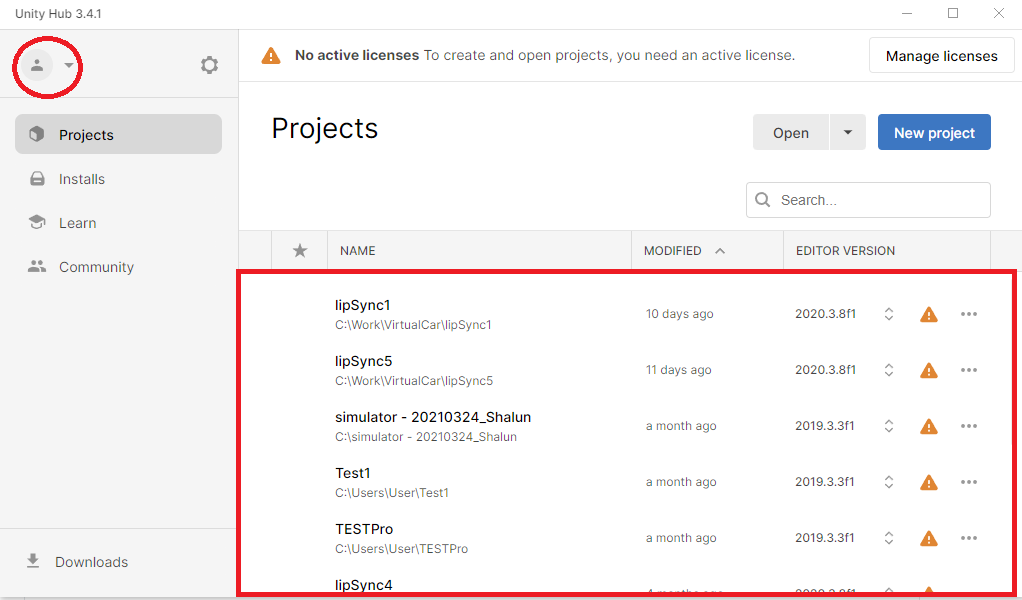 Unity Hub 3.4.1
No active licenses To create and open projects, you need an active license.
Manage licenses
Projects
Installs
Learn
Community
Downloads
Projects
Open
New project
Search...
NAME MODIFIED EDITOR VERSION
lipSync1
C:\Work\VirtualCar\lipSync1
10 days ago 2020.3.8f1
lipSync5
C:\Work\VirtualCar\lipSync5
11 days ago 2020.3.8f1
simulator - 20210324_Shalun
C:\simulator - 20210324_Shalun
a month ago 2019.3.3f1
Test1
C:\Users\User\Test1
a month ago 2019.3.3f1
TESTPro
C:\Users\User\TESTPro
a month ago 2019.3.3f1
lipSync4